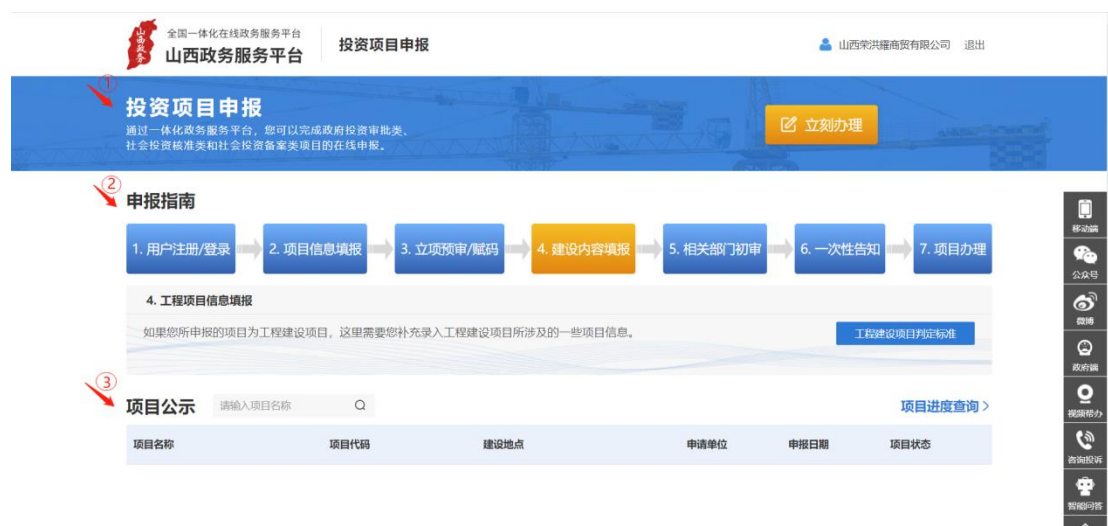 山西政务
全国一体化在线政务服务平台
山西政务服务平台
投资项目申报
山西荣洪耀商贸有限公司 退出
①
投资项目申报
通过一体化政务服务平台，您可以完成政府投资审批类、
社会投资核准类和社会投资备案类项目的在线申报。
立刻办理
②
申报指南
1. 用户注册/登录
2. 项目信息填报
3. 立项预审/赋码
4. 建设内容填报
5. 相关部门初审
6. 一次性告知
7. 项目办理
4. 工程项目信息填报
如果您所申报的项目为工程建设项目，这里需要您补充录入工程建设项目所涉及的一些项目信息。
工程建设项目判定标准
③
项目公示
请输入项目名称
项目进度查询 >
项目名称 项目代码 建设地点 申请单位 申报日期 项目状态
移动端
公众号
微博
政府端
视频帮办
咨询投诉
智能问答